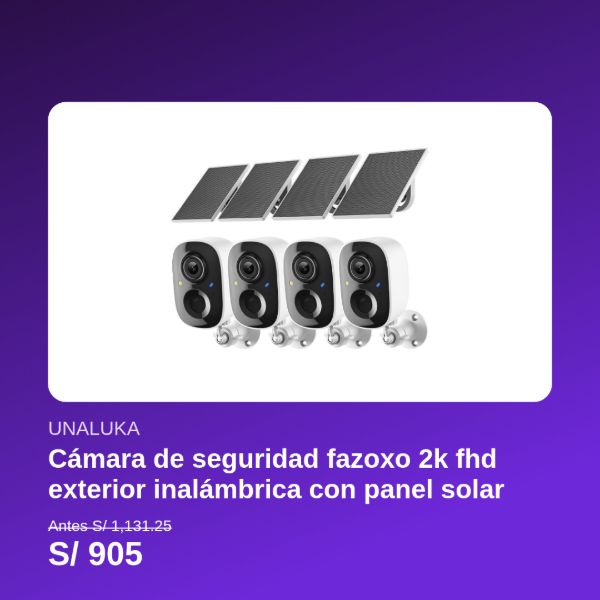 UNALUKA
Cámara de seguridad fazoxo 2k fhd
exterior inalámbrica con panel solar
Antes S/ 1,131.25
S/ 905